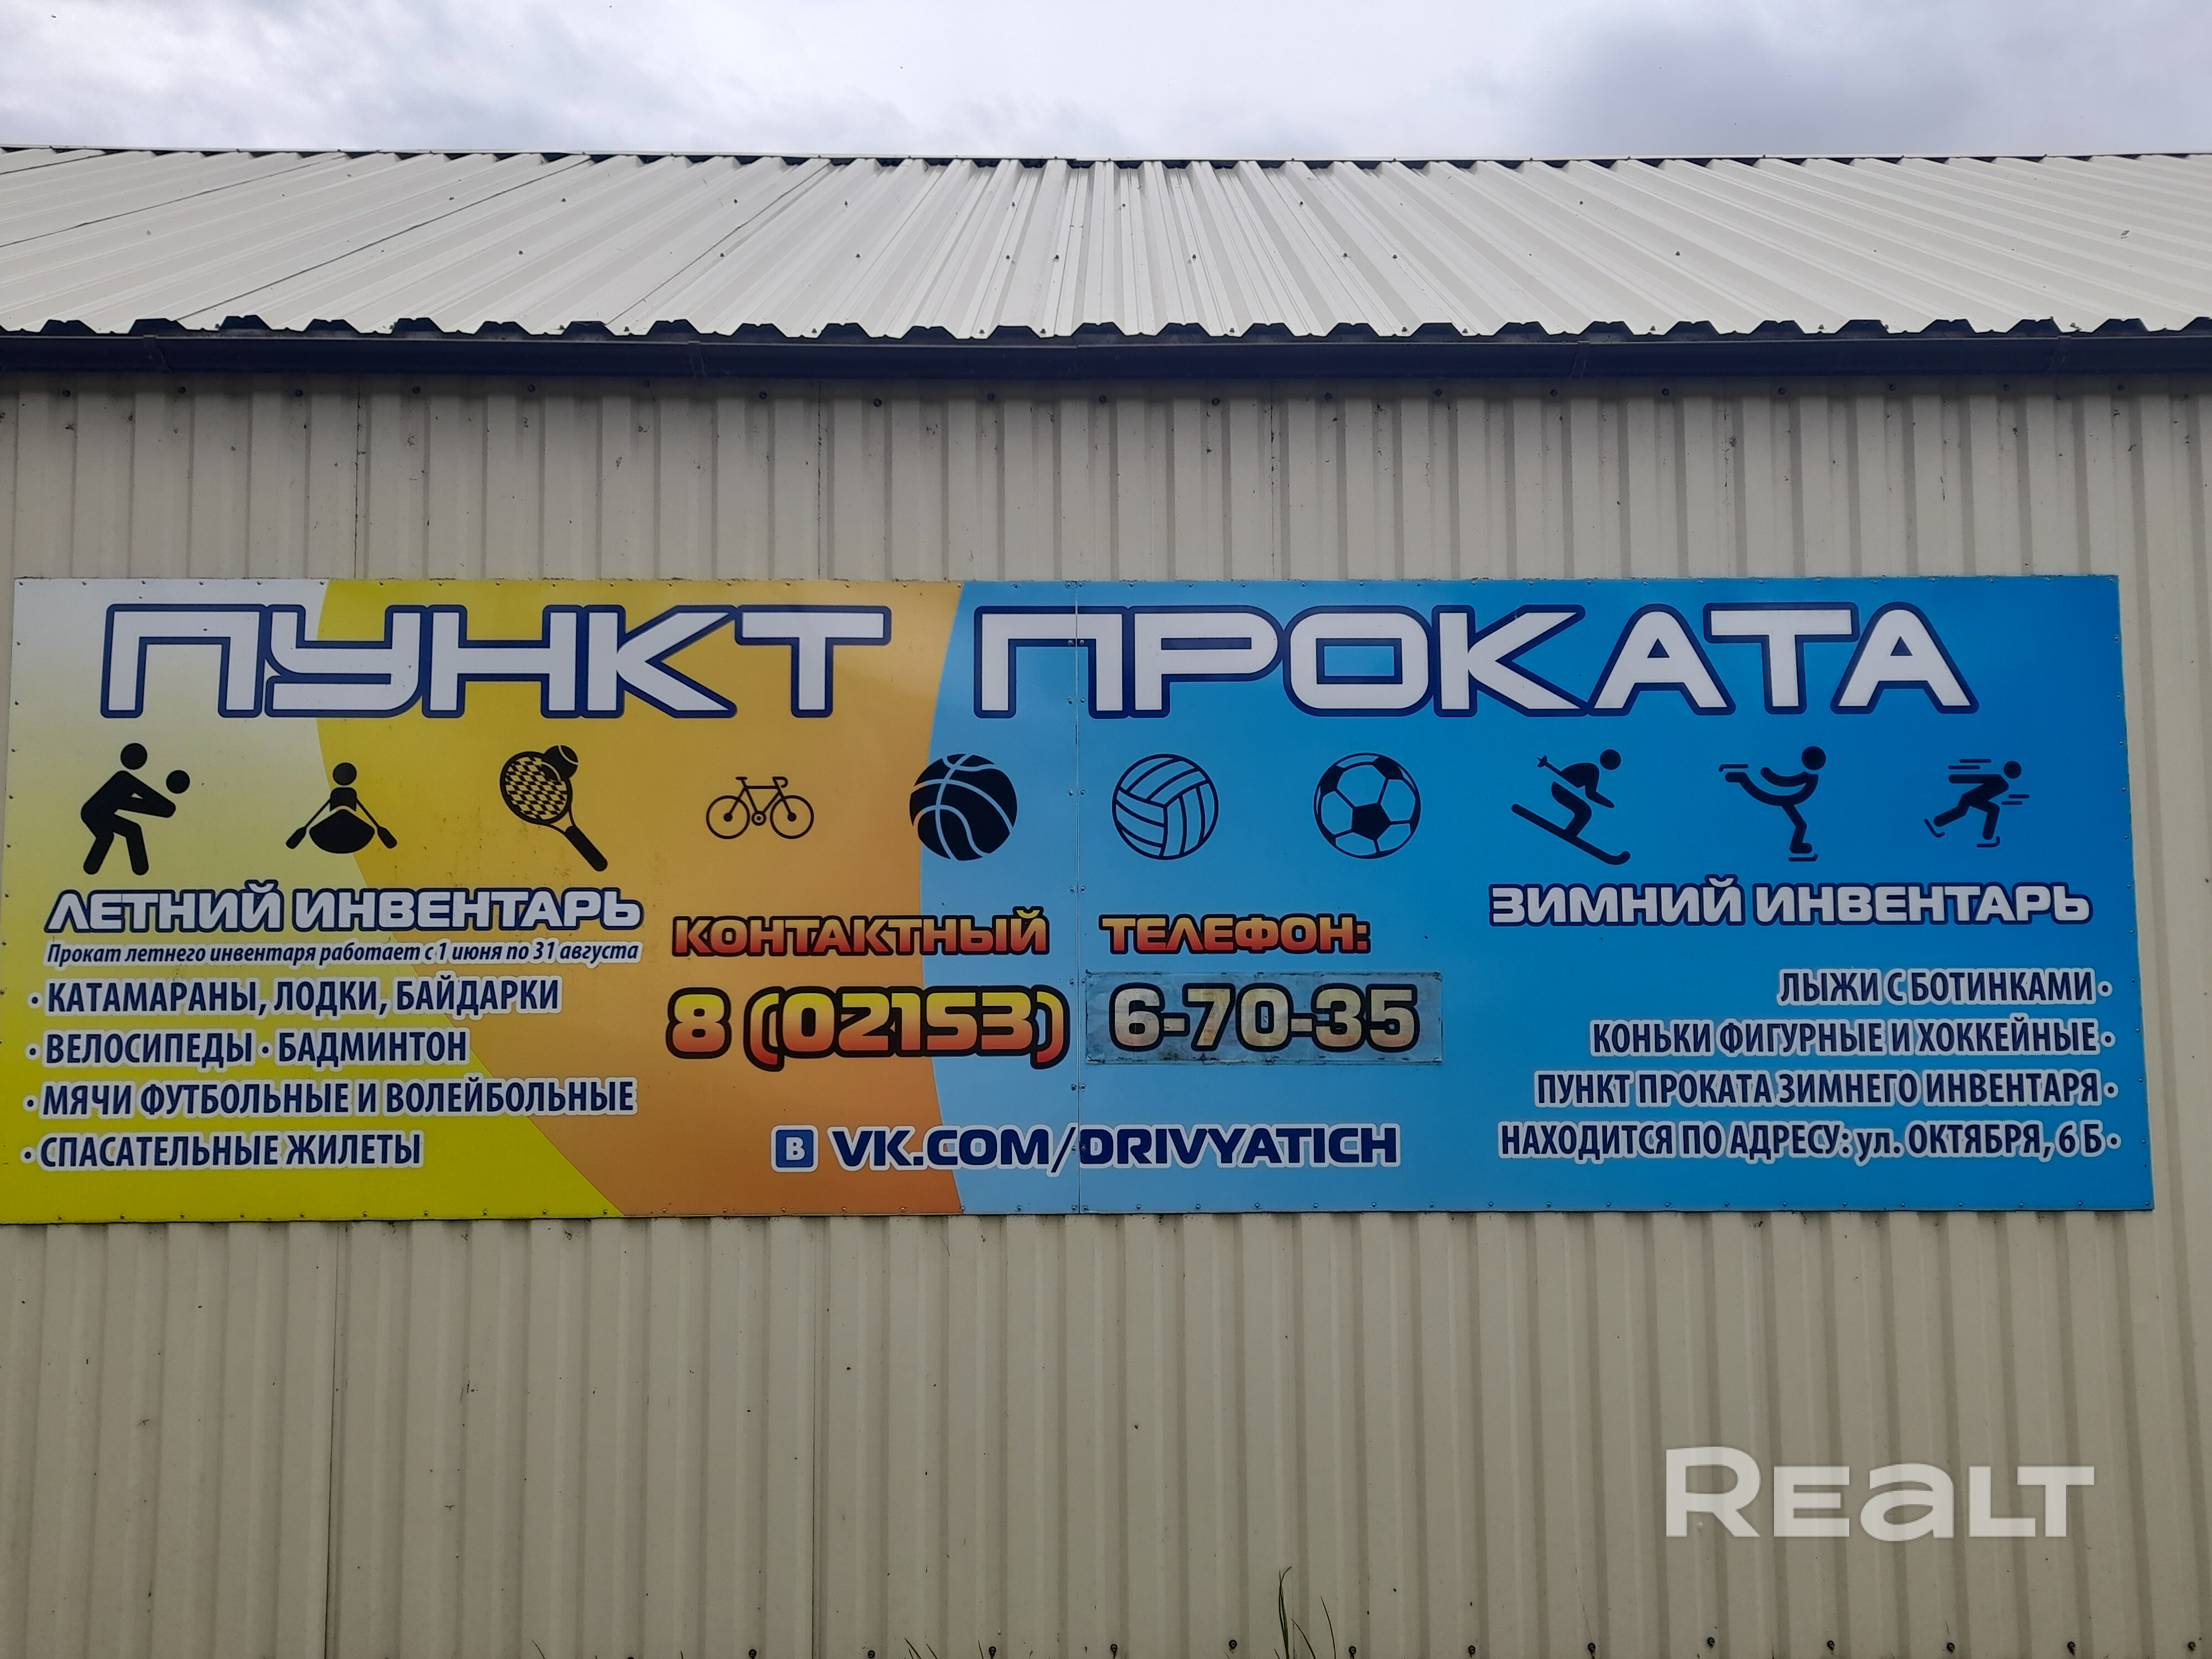 ПУНКТ ПРОКАТА
ЛЕТНИЙ ИНВЕНТАРЬ
Прокат летнего инвентаря работает с 1 июня по 31 августа
· КАТАМАРАНЫ, ЛОДКИ, БАЙДАРКИ
· ВЕЛОСИПЕДЫ · БАДМИНТОН
· МЯЧИ ФУТБОЛЬНЫЕ И ВОЛЕЙБОЛЬНЫЕ
· СПАСАТЕЛЬНЫЕ ЖИЛЕТЫ
КОНТАКТНЫЙ ТЕЛЕФОН:
8 (02153) 6-70-35
B VK.COM/DRIVYATICH
ЗИМНИЙ ИНВЕНТАРЬ
ЛЫЖИ С БОТИНКАМИ ·
КОНЬКИ ФИГУРНЫЕ И ХОККЕЙНЫЕ ·
ПУНКТ ПРОКАТА ЗИМНЕГО ИНВЕНТАРЯ ·
НАХОДИТСЯ ПО АДРЕСУ: ул. ОКТЯБРЯ, 6 Б ·
REALT